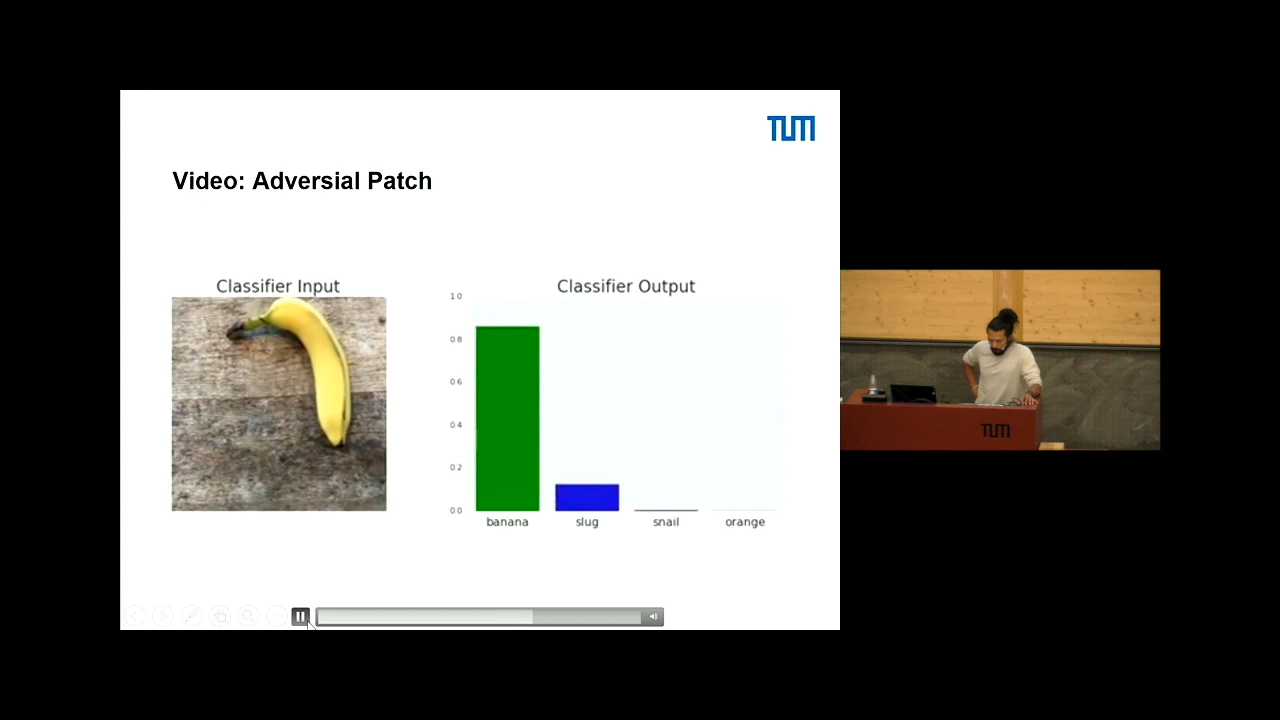 TUM
Video: Adversial Patch
Classifier Input
Classifier Output
1.0
0.8
0.6
0.4
0.2
0.0
banana slug snail orange
TUM